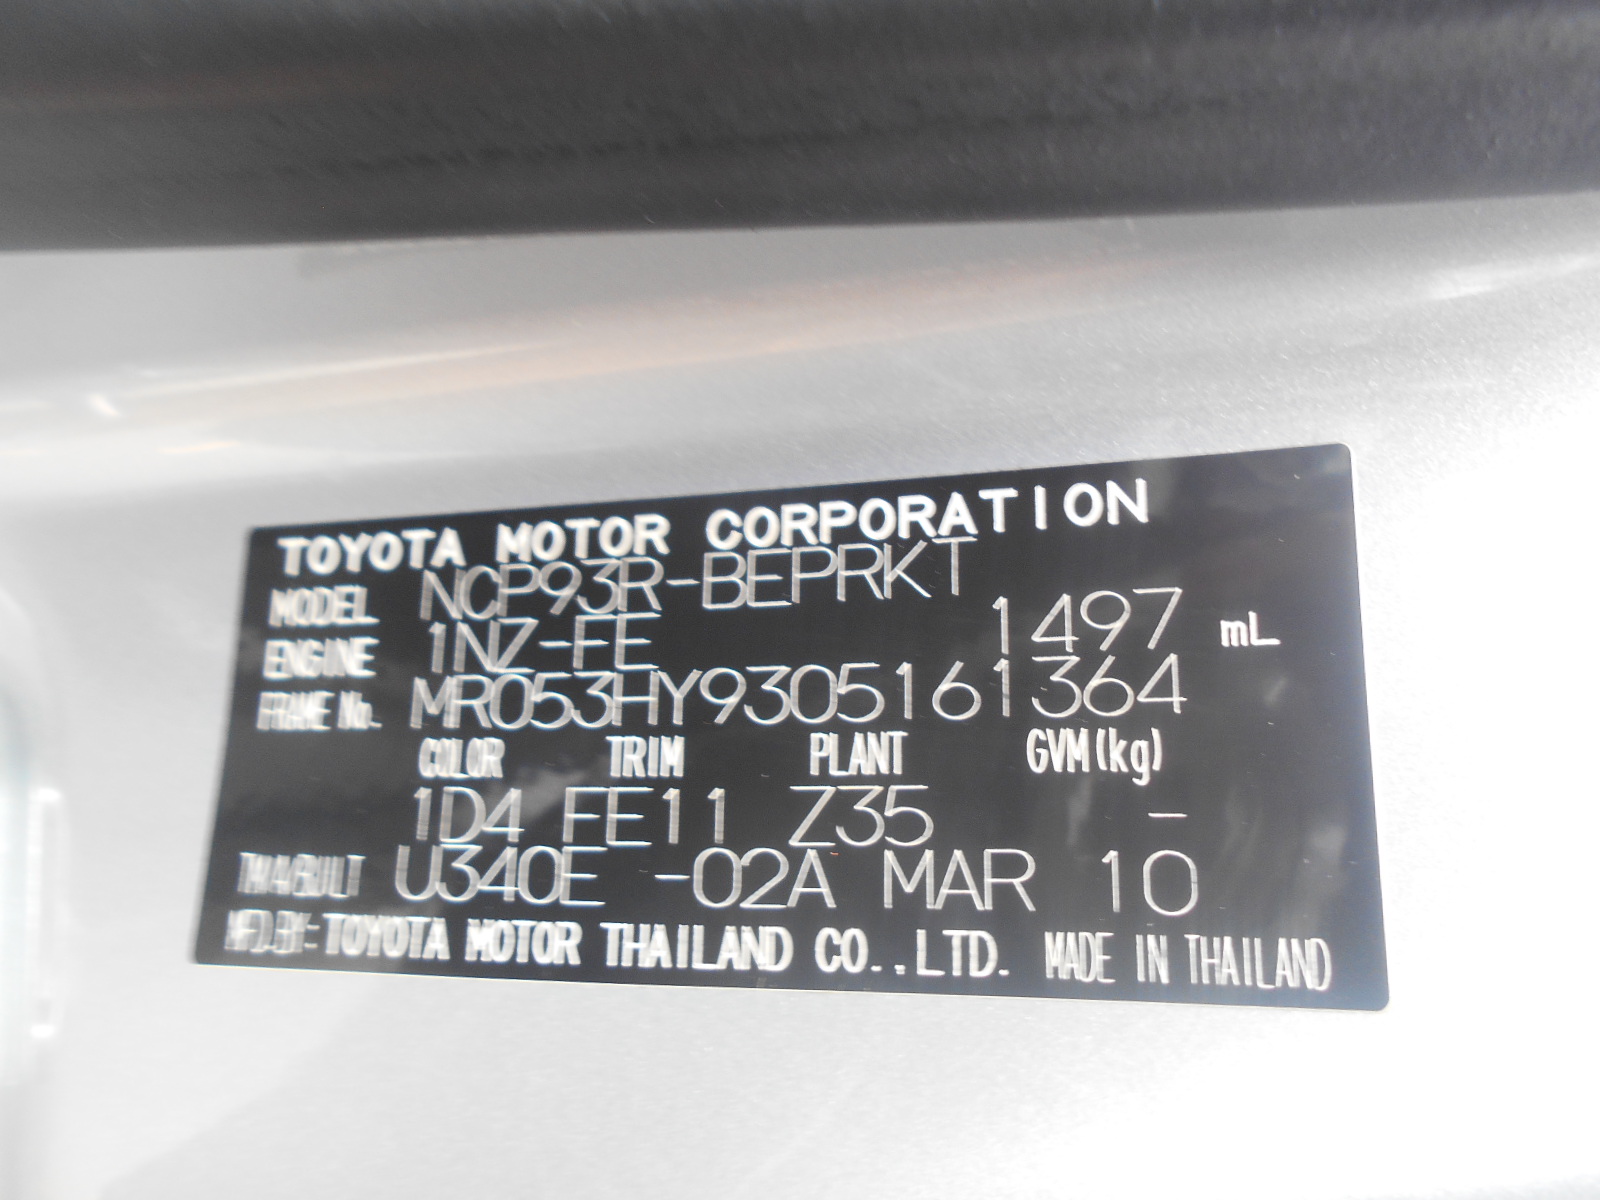 TOYOTA MOTOR CORPORATION
MODEL NCP93R-BEPRKT
ENGINE 1NZ-FE 1497 mL
FRAME No. MR053HY9305161364
COLOR TRIM PLANT GVM(kg)
1D4 FE11 Z35 -
TM/A/BUILT U340E -02A MAR 10
MFD.BY:TOYOTA MOTOR THAILAND CO.,LTD. MADE IN THAILAND